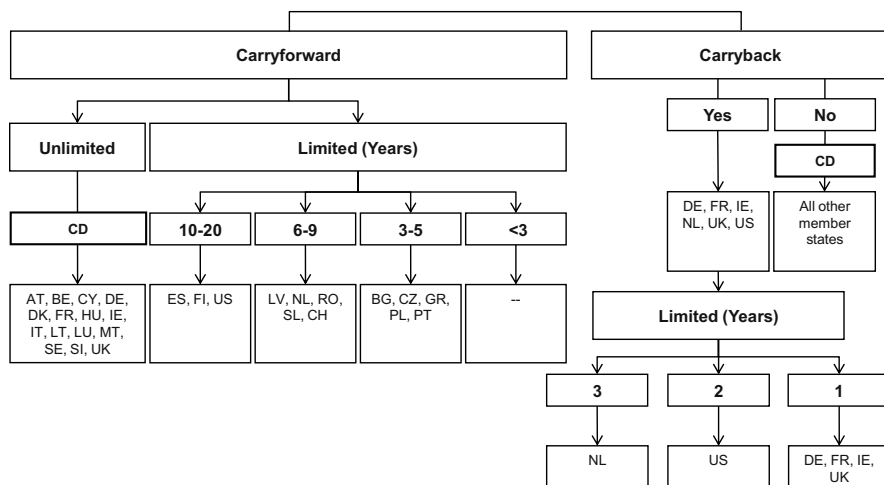 Carryforward
Carryback
Unlimited
Limited (Years)
Yes
No
CD
CD
10-20
6-9
3-5
<3
AT, BE, CY, DE,
DK, FR, HU, IE,
IT, LT, LU, MT,
SE, SI, UK
ES, FI, US
LV, NL, RO,
SL, CH
BG, CZ, GR,
PL, PT
--
DE, FR, IE,
NL, UK, US
All other
member
states
Limited (Years)
3
2
1
NL
US
DE, FR, IE,
UK